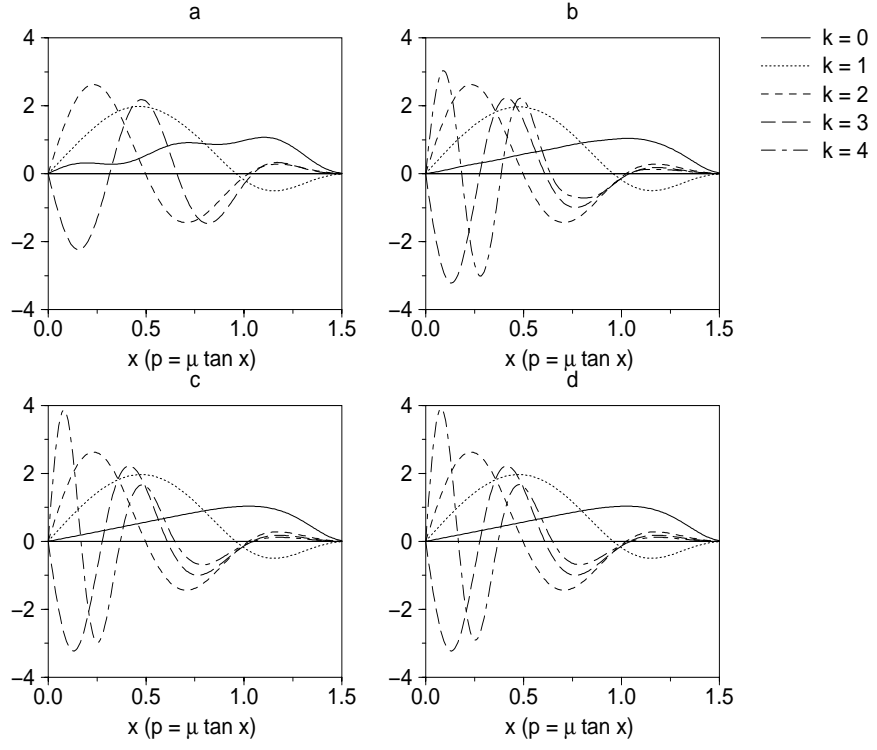 a
b
4
2
0
−2
−4
0.0
0.5
1.0
1.5
x (p = μ tan x)
4
2
0
−2
−4
0.0
0.5
1.0
1.5
x (p = μ tan x)
k = 0
k = 1
k = 2
k = 3
k = 4
c
d
4
2
0
−2
−4
0.0
0.5
1.0
1.5
x (p = μ tan x)
4
2
0
−2
−4
0.0
0.5
1.0
1.5
x (p = μ tan x)